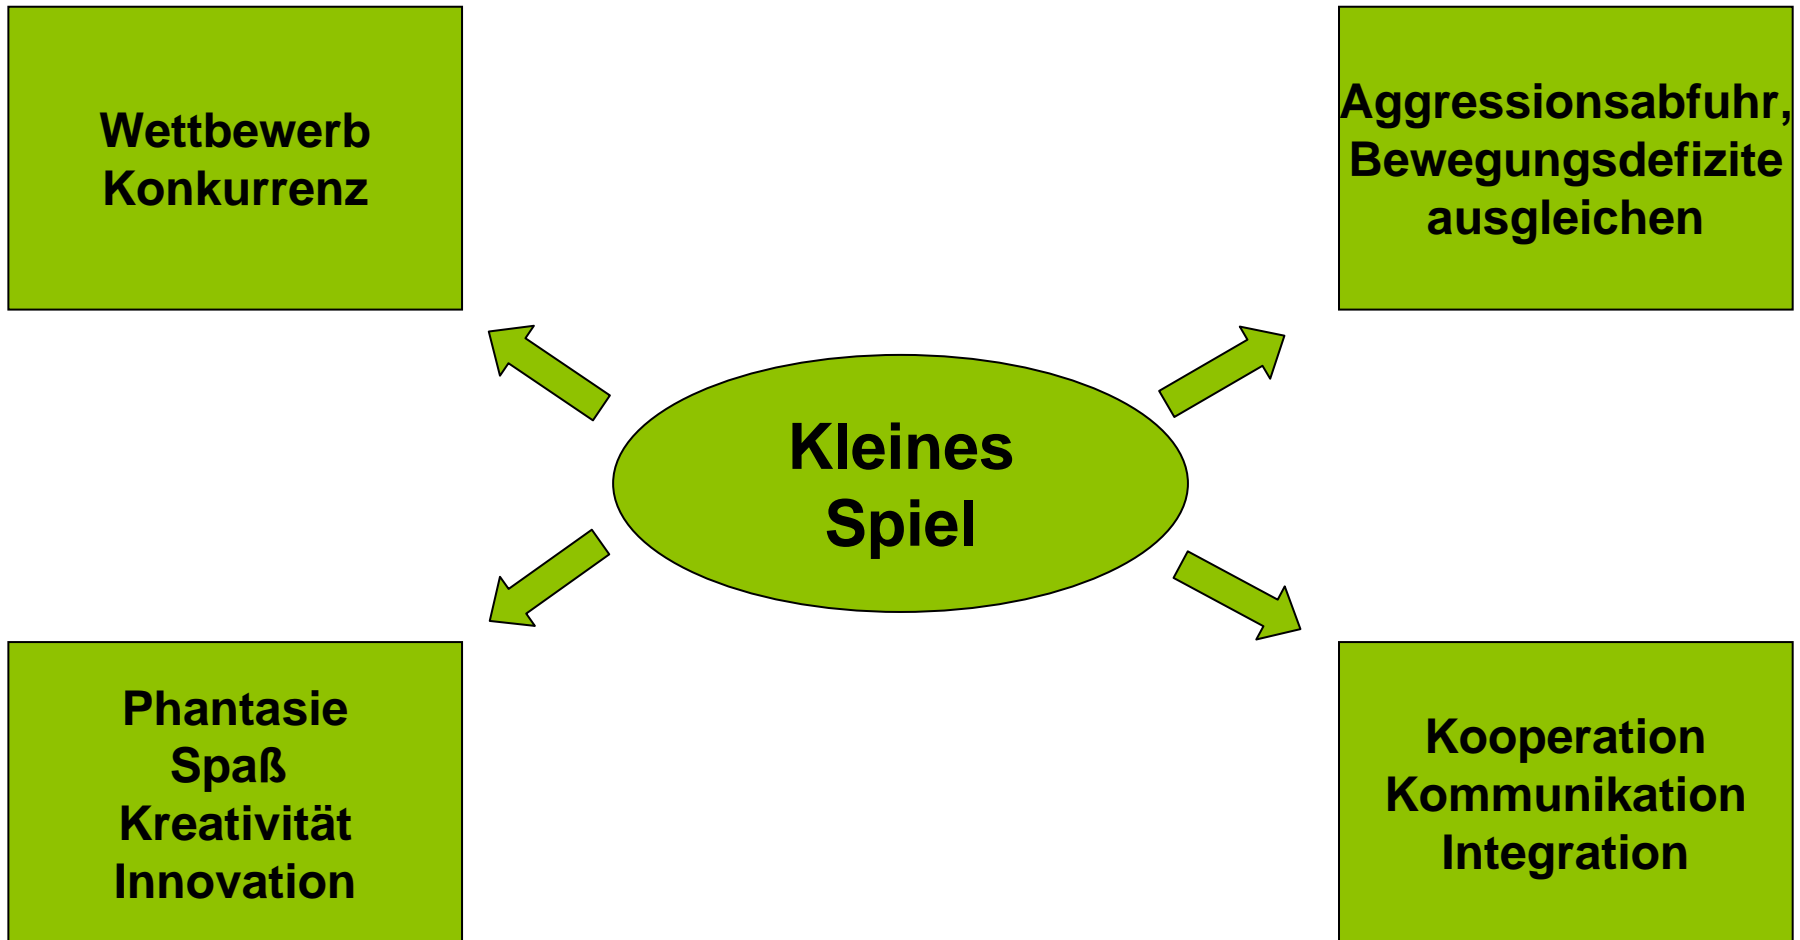 Wettbewerb
Konkurrenz
Aggressionsabfuhr,
Bewegungsdefizite
ausgleichen
Kleines
Spiel
Phantasie
Spaß
Kreativität
Innovation
Kooperation
Kommunikation
Integration